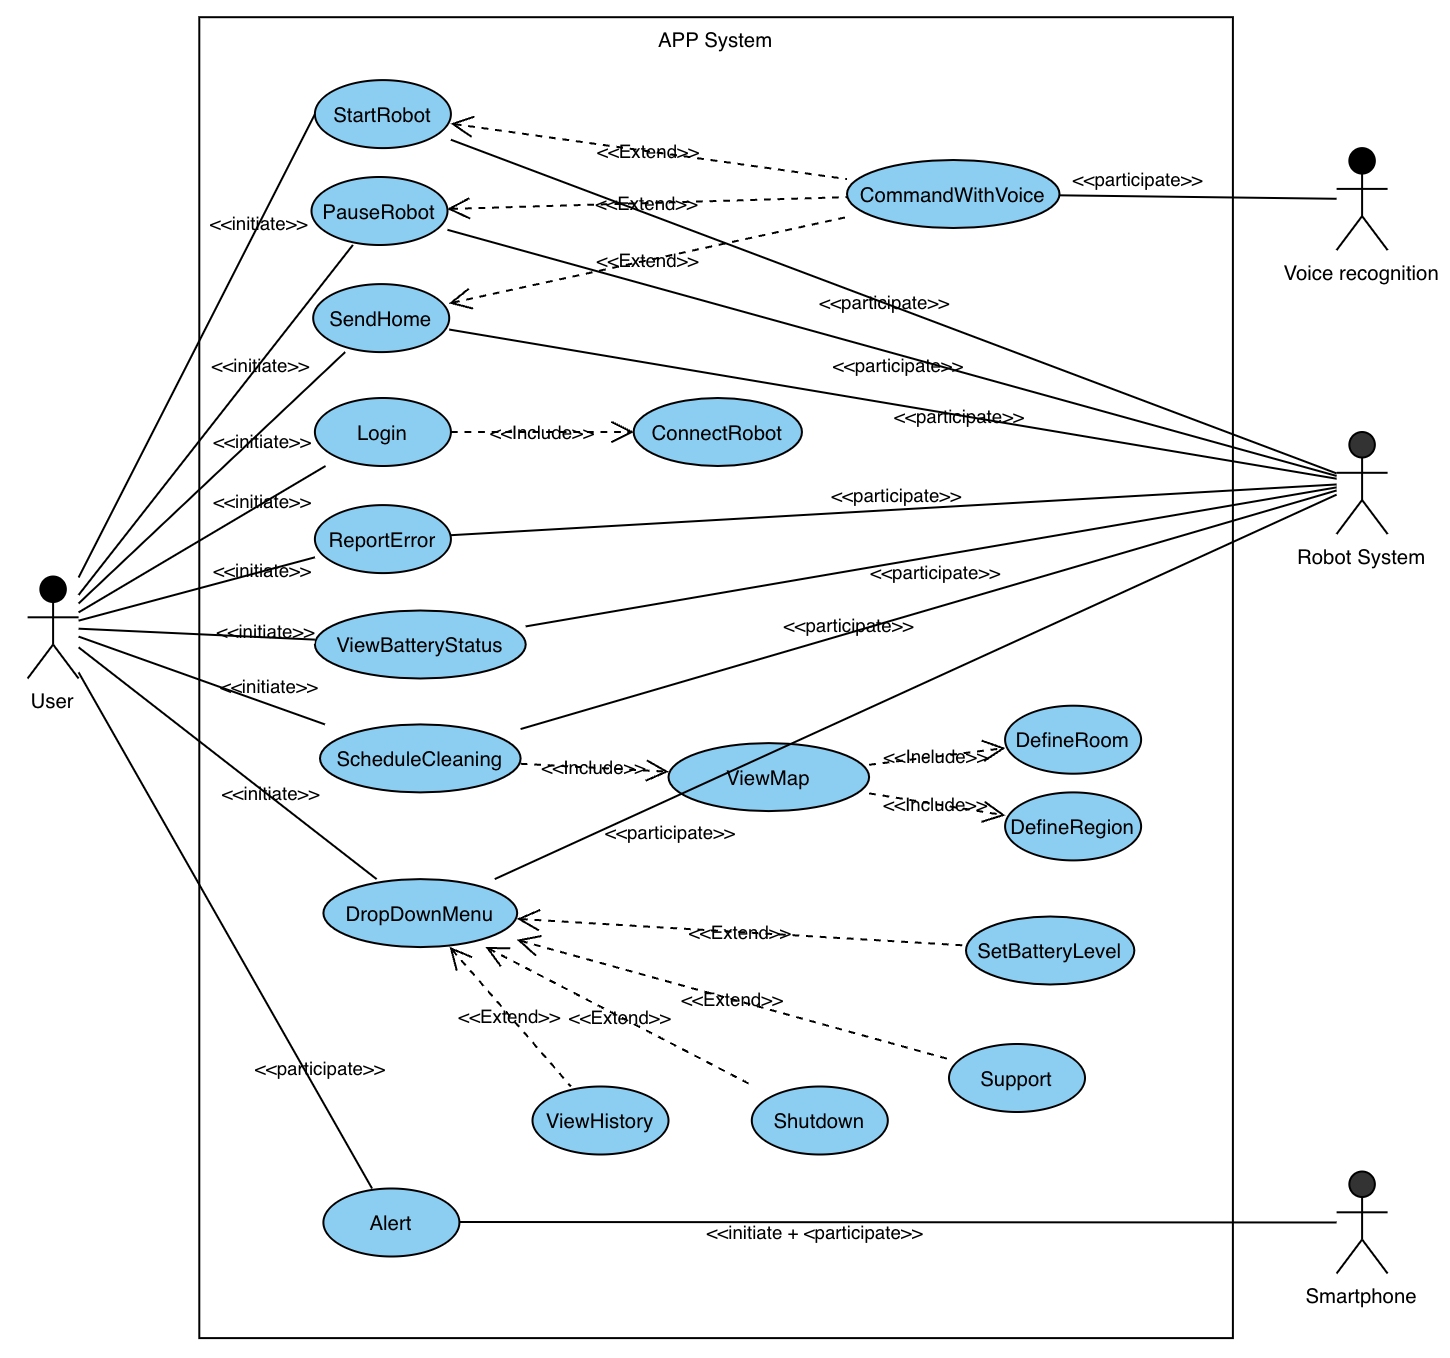 APP System
StartRobot
<<Extend>>
CommandWithVoice
<<participate>>
PauseRobot
<<Extend>>
<<initiate>>
<<Extend>>
Voice recognition
SendHome
<<participate>>
<<initiate>>
<<participate>>
<<participate>>
Login
<<Include>>
ConnectRobot
<<initiate>>
<<initiate>>
<<participate>>
ReportError
Robot System
<<initiate>>
<<participate>>
<<initiate>>
<<participate>>
ViewBatteryStatus
<<initiate>>
User
DefineRoom
ScheduleCleaning
<<Include>>
<<Include>>
ViewMap
<<initiate>>
<<Include>>
DefineRegion
<<participate>>
DropDownMenu
<<Extend>>
SetBatteryLevel
<<Extend>>
<<Extend>>
<<Extend>>
<<participate>>
Support
ViewHistory
Shutdown
Alert
<<initiate + <participate>>
Smartphone